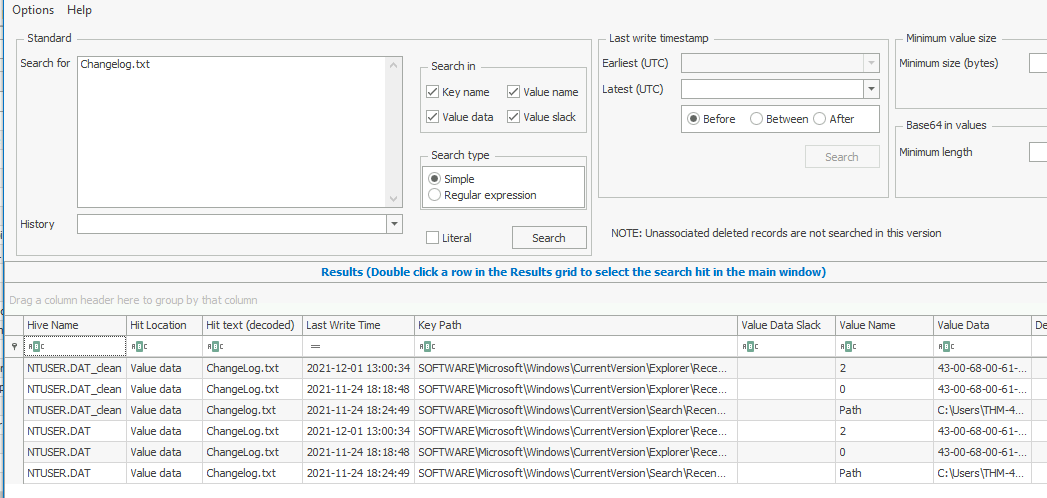 Options Help
Standard
Search for
Changelog.txt
Search in
Key name
Value name
Value data
Value slack
Search type
Simple
Regular expression
History
Literal
Search
Last write timestamp
Earliest (UTC)
Latest (UTC)
Before
Between
After
Search
NOTE: Unassociated deleted records are not searched in this version
Minimum value size
Minimum size (bytes)
Base64 in values
Minimum length
Results (Double click a row in the Results grid to select the search hit in the main window)
Drag a column header here to group by that column
Hive Name Hit Location Hit text (decoded) Last Write Time Key Path Value Data Slack Value Name Value Data De
ABC ABC ABC = ABC ABC ABC ABC
NTUSER.DAT_clean Value data ChangeLog.txt 2021-12-01 13:00:34 SOFTWARE\Microsoft\Windows\CurrentVersion\Explorer\Rece... 2 43-00-68-00-61-...
NTUSER.DAT_clean Value data ChangeLog.txt 2021-11-24 18:18:48 SOFTWARE\Microsoft\Windows\CurrentVersion\Explorer\Rece... 0 43-00-68-00-61-...
NTUSER.DAT_clean Value data Changelog.txt 2021-11-24 18:24:49 SOFTWARE\Microsoft\Windows\CurrentVersion\Search\Recen... Path C:\Users\THM-4...
NTUSER.DAT Value data ChangeLog.txt 2021-12-01 13:00:34 SOFTWARE\Microsoft\Windows\CurrentVersion\Explorer\Rece... 2 43-00-68-00-61-...
NTUSER.DAT Value data ChangeLog.txt 2021-11-24 18:18:48 SOFTWARE\Microsoft\Windows\CurrentVersion\Explorer\Rece... 0 43-00-68-00-61-...
NTUSER.DAT Value data Changelog.txt 2021-11-24 18:24:49 SOFTWARE\Microsoft\Windows\CurrentVersion\Search\Recen... Path C:\Users\THM-4...